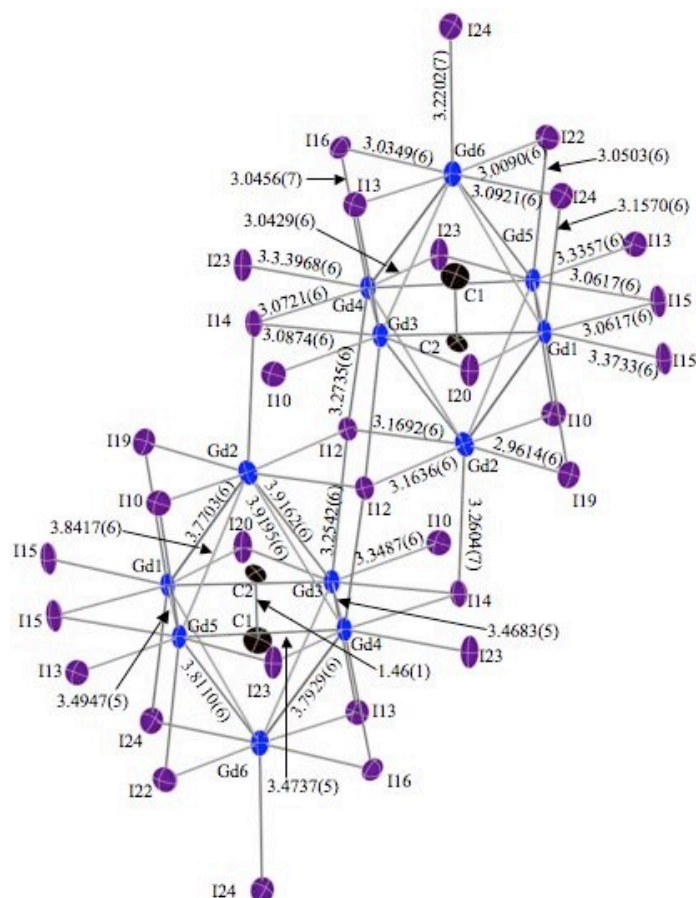 I24
3.2202(7)
I16
Gd6
I22
3.0349(6)
3.0090(6)
3.0503(6)
3.0456(7)
I13
3.0921(6)
I24
3.1570(6)
3.0429(6)
I23
Gd5
3.3357(6)
I13
I23
3.3.3968(6)
Gd4
C1
3.0617(6)
I15
3.0721(6)
I14
Gd3
3.0617(6)
3.0874(6)
C2
Gd1
3.3733(6)
I15
I10
I20
3.2735(6)
I10
I19
Gd2
I12
3.1692(6)
Gd2
2.9614(6)
I19
I10
3.7703(6)
3.9162(6)
3.9195(6)
I12
3.1636(6)
3.2604(7)
3.8417(6)
I20
3.2542(6)
I10
I15
Gd1
C2
Gd3
3.3487(6)
I14
I15
Gd5
C1
Gd4
3.4683(5)
I13
I23
1.46(1)
I23
3.4947(5)
3.8110(6)
3.7929(6)
I24
I13
I22
Gd6
3.4737(5)
I16
I24